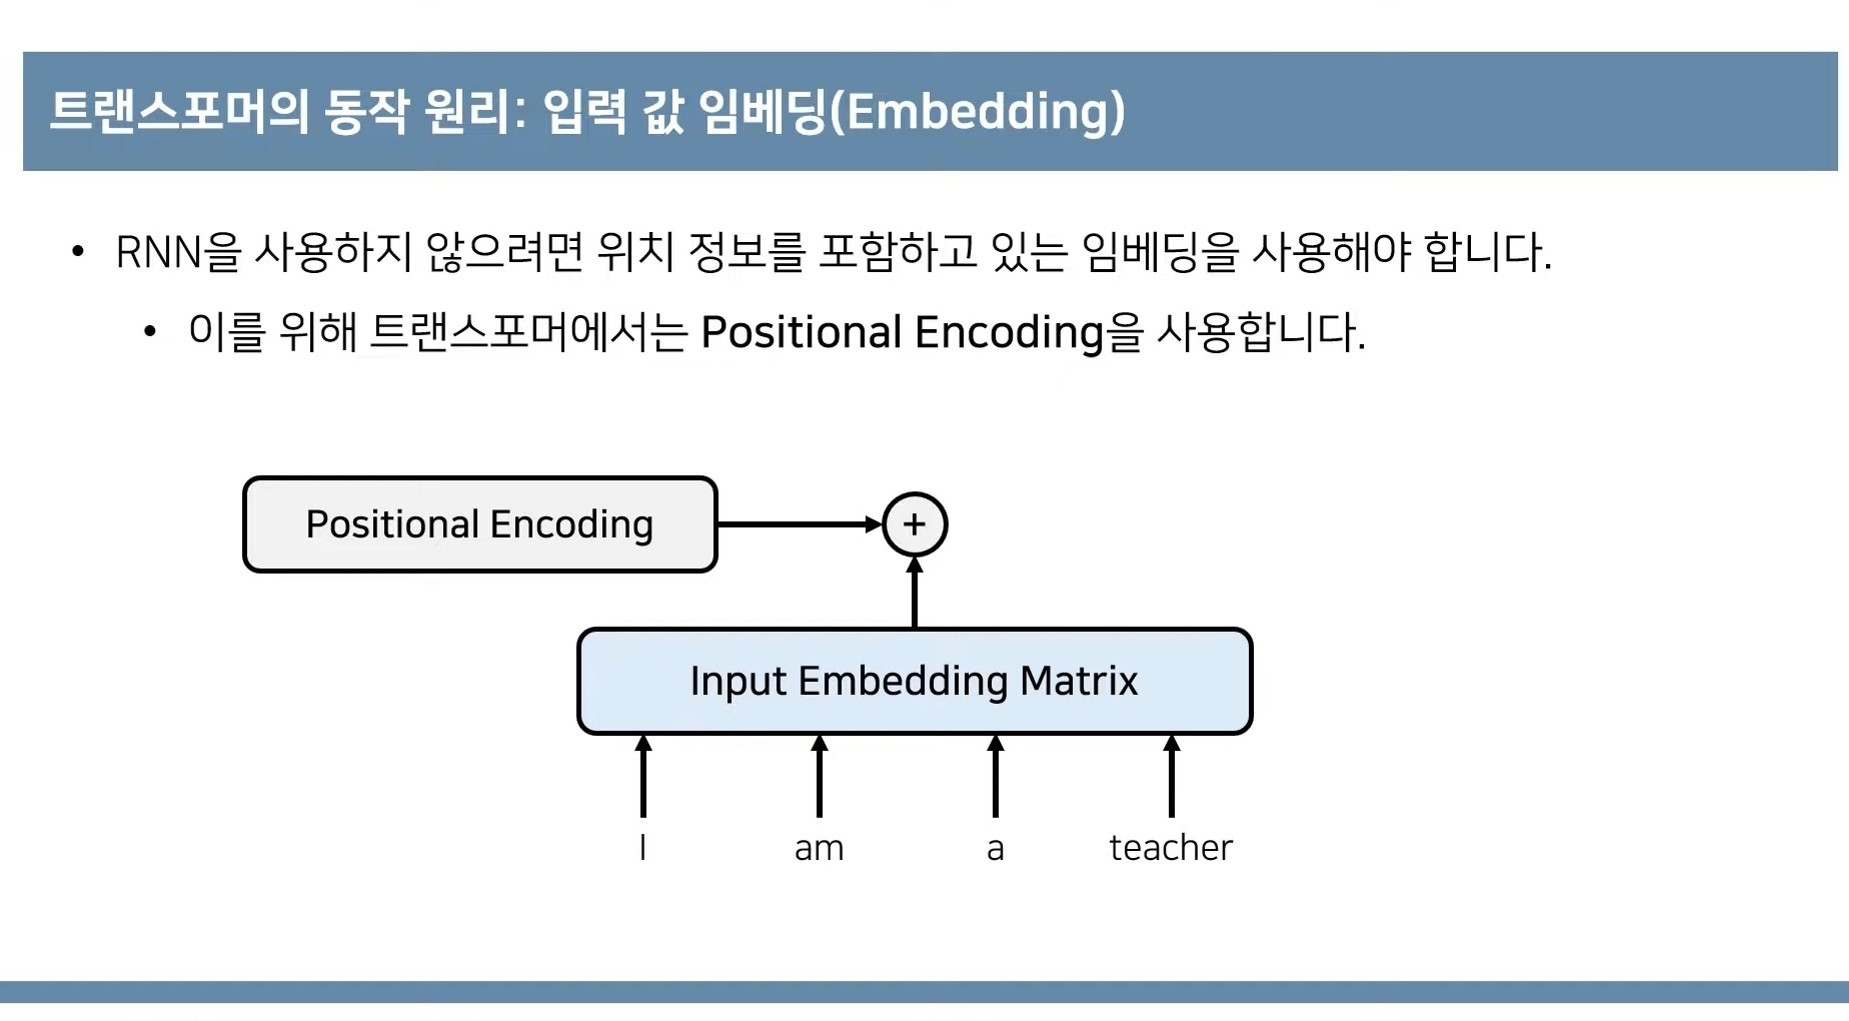 트랜스포머의 동작 원리: 입력 값 임베딩(Embedding)
• RNN을 사용하지 않으려면 위치 정보를 포함하고 있는 임베딩을 사용해야 합니다.
• 이를 위해 트랜스포머에서는 Positional Encoding을 사용합니다.
Positional Encoding
+
Input Embedding Matrix
I am a teacher